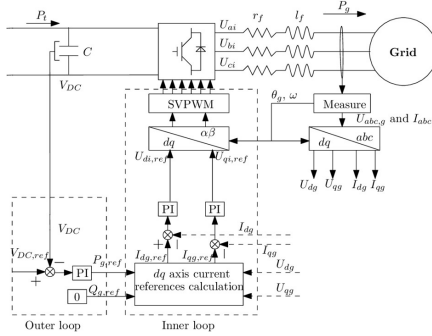 P_t
C
V_DC
U_ai
U_bi
U_ci
r_f
l_f
P_g
Grid
SVPWM
θ_g, ω
Measure
U_abc,g and I_abc
dq
αβ
dq
abc
U_di,ref
U_qi,ref
U_dg
U_qg
I_dg
I_qg
PI
PI
I_dg
I_qg
V_DC
V_DC,ref
−
+
PI
P_g,ref
I_dg,ref
I_qg,ref
U_dg
U_qg
dq axis current
references calculation
0
Q_g,ref
Outer loop
Inner loop